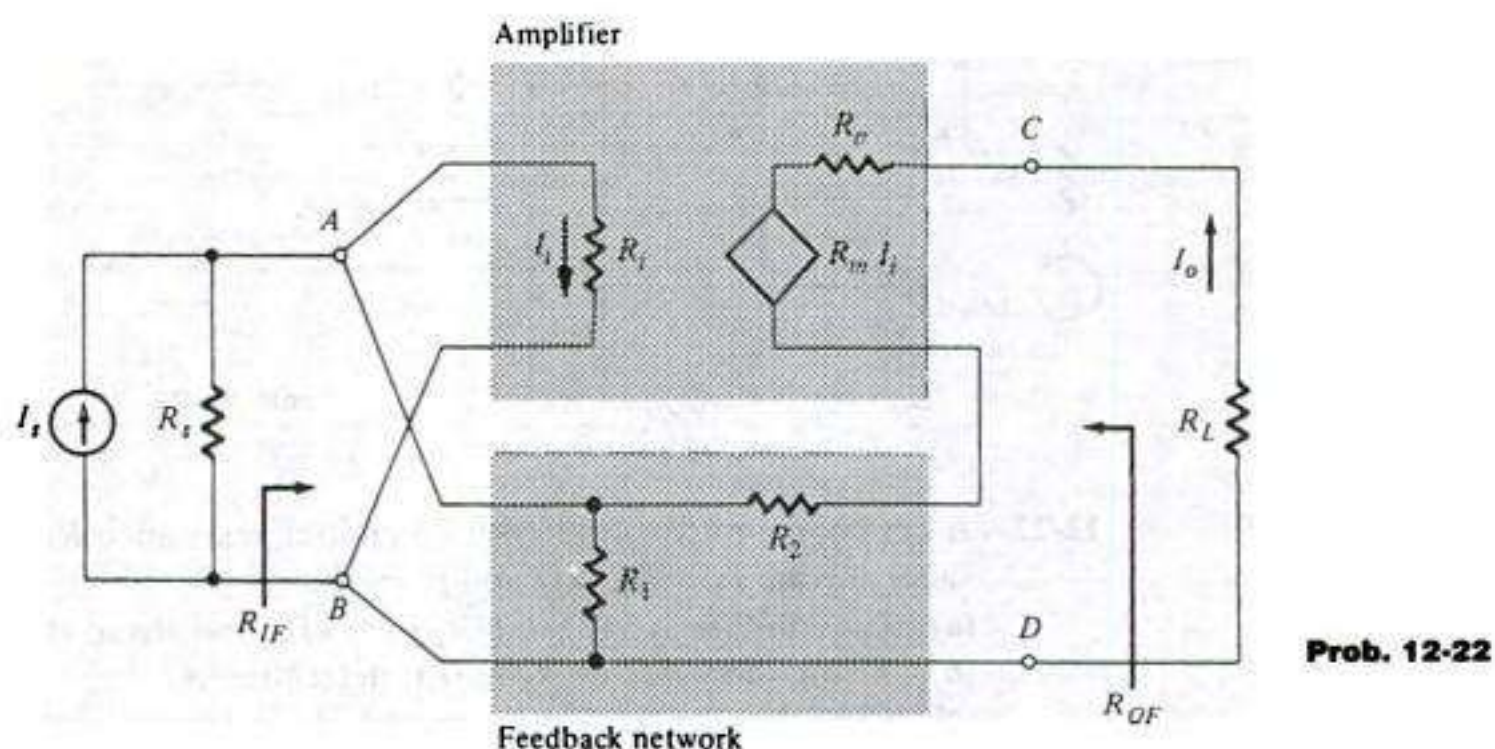 Amplifier
R_o
C
A
I_i
R_i
R_m I_i
I_o
I_s
R_s
R_L
R_IF
B
R_1
R_2
D
R_OF
Prob. 12-22
Feedback network